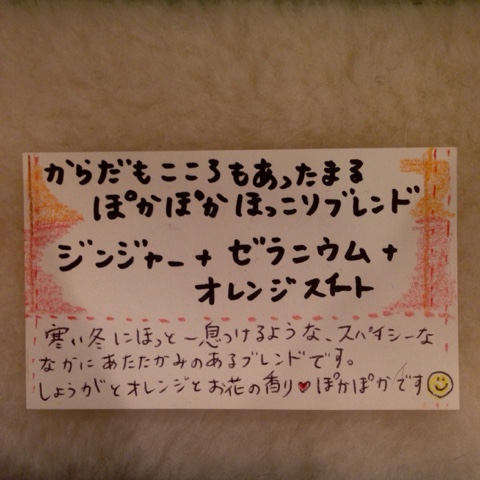 からだもこころもあったまる
ぽかぽかほっこりブレンド
ジンジャー+ゼラニウム+
オレンジスイート
寒い冬にほっと一息つけるような、スパイシーな
なかにあたたかみのあるブレンドです。
しょうがとオレンジとお花の香り♥ぽかぽかです